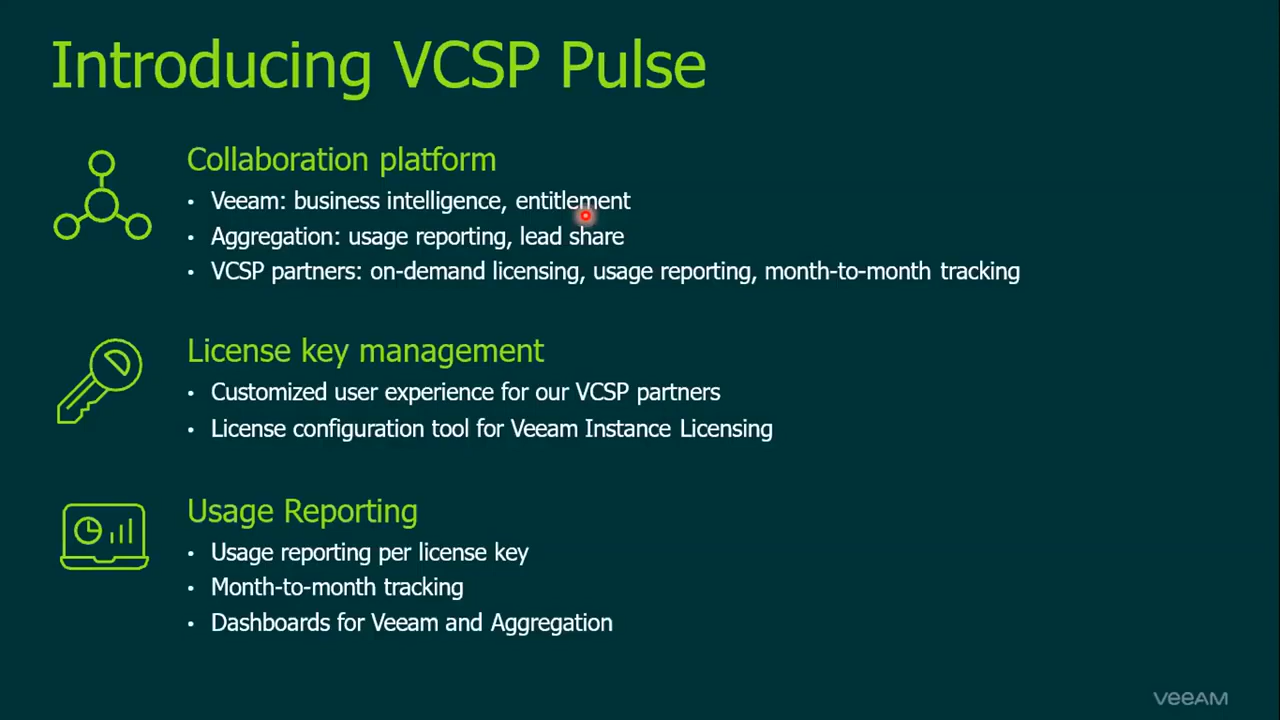 Introducing VCSP Pulse
Collaboration platform
• Veeam: business intelligence, entitlement
• Aggregation: usage reporting, lead share
• VCSP partners: on-demand licensing, usage reporting, month-to-month tracking
License key management
• Customized user experience for our VCSP partners
• License configuration tool for Veeam Instance Licensing
Usage Reporting
• Usage reporting per license key
• Month-to-month tracking
• Dashboards for Veeam and Aggregation
VEEAM